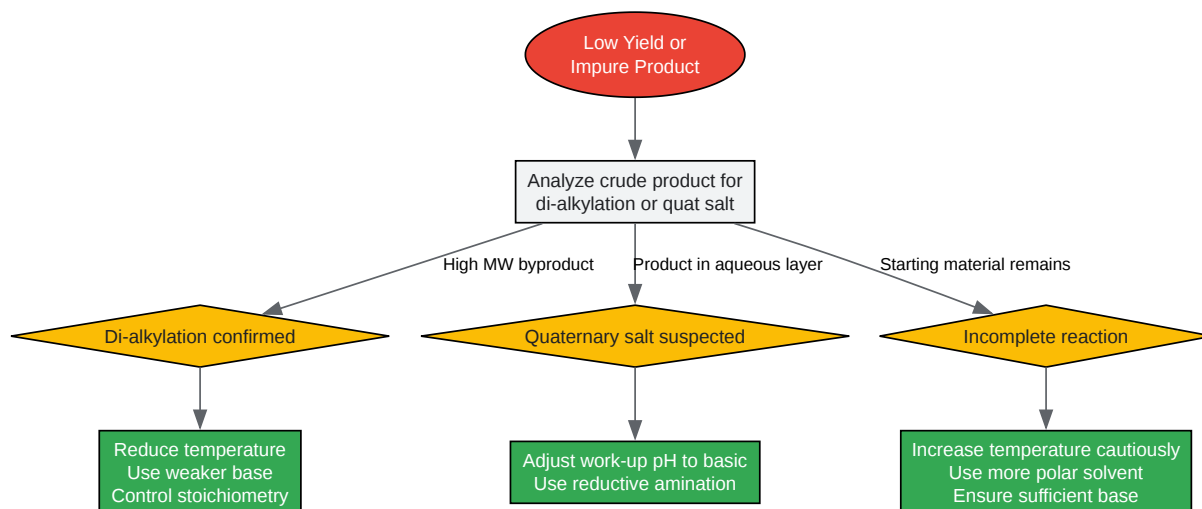 Low Yield or
Impure Product
Analyze crude product for
di-alkylation or quat salt
High MW byproduct
Product in aqueous layer
Starting material remains
Di-alkylation confirmed
Quaternary salt suspected
Incomplete reaction
Reduce temperature
Use weaker base
Control stoichiometry
Adjust work-up pH to basic
Use reductive amination
Increase temperature cautiously
Use more polar solvent
Ensure sufficient base